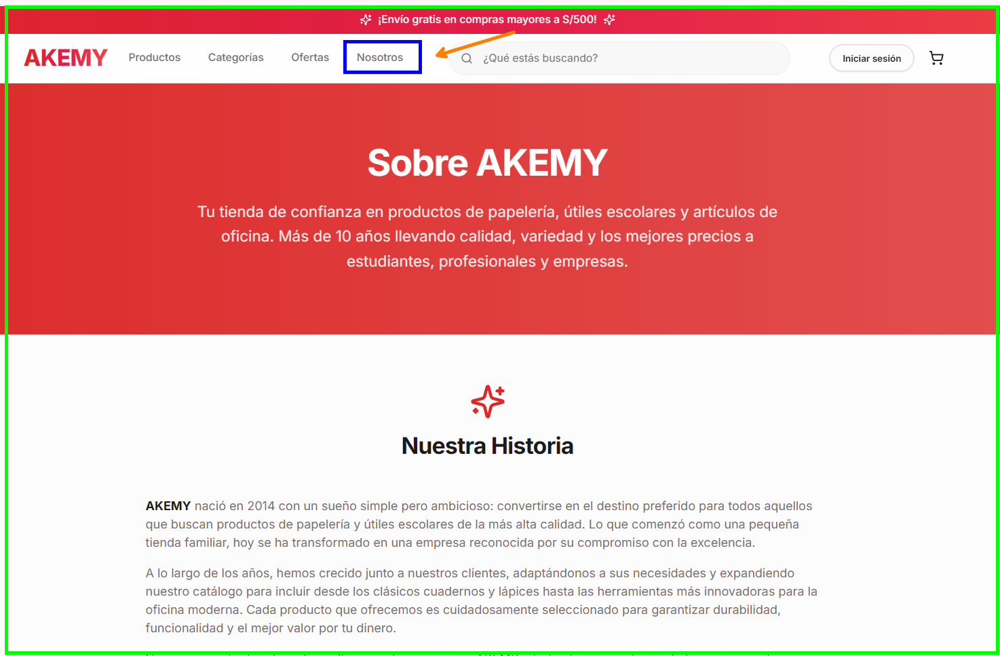 ¡Envío gratis en compras mayores a S/500!
AKEMY Productos Categorías Ofertas Nosotros ¿Qué estás buscando? Iniciar sesión
Sobre AKEMY
Tu tienda de confianza en productos de papelería, útiles escolares y artículos de
oficina. Más de 10 años llevando calidad, variedad y los mejores precios a
estudiantes, profesionales y empresas.
Nuestra Historia
AKEMY nació en 2014 con un sueño simple pero ambicioso: convertirse en el destino preferido para todos aquellos
que buscan productos de papelería y útiles escolares de la más alta calidad. Lo que comenzó como una pequeña
tienda familiar, hoy se ha transformado en una empresa reconocida por su compromiso con la excelencia.
A lo largo de los años, hemos crecido junto a nuestros clientes, adaptándonos a sus necesidades y expandiendo
nuestro catálogo para incluir desde los clásicos cuadernos y lápices hasta las herramientas más innovadoras para la
oficina moderna. Cada producto que ofrecemos es cuidadosamente seleccionado para garantizar durabilidad,
funcionalidad y el mejor valor por tu dinero.